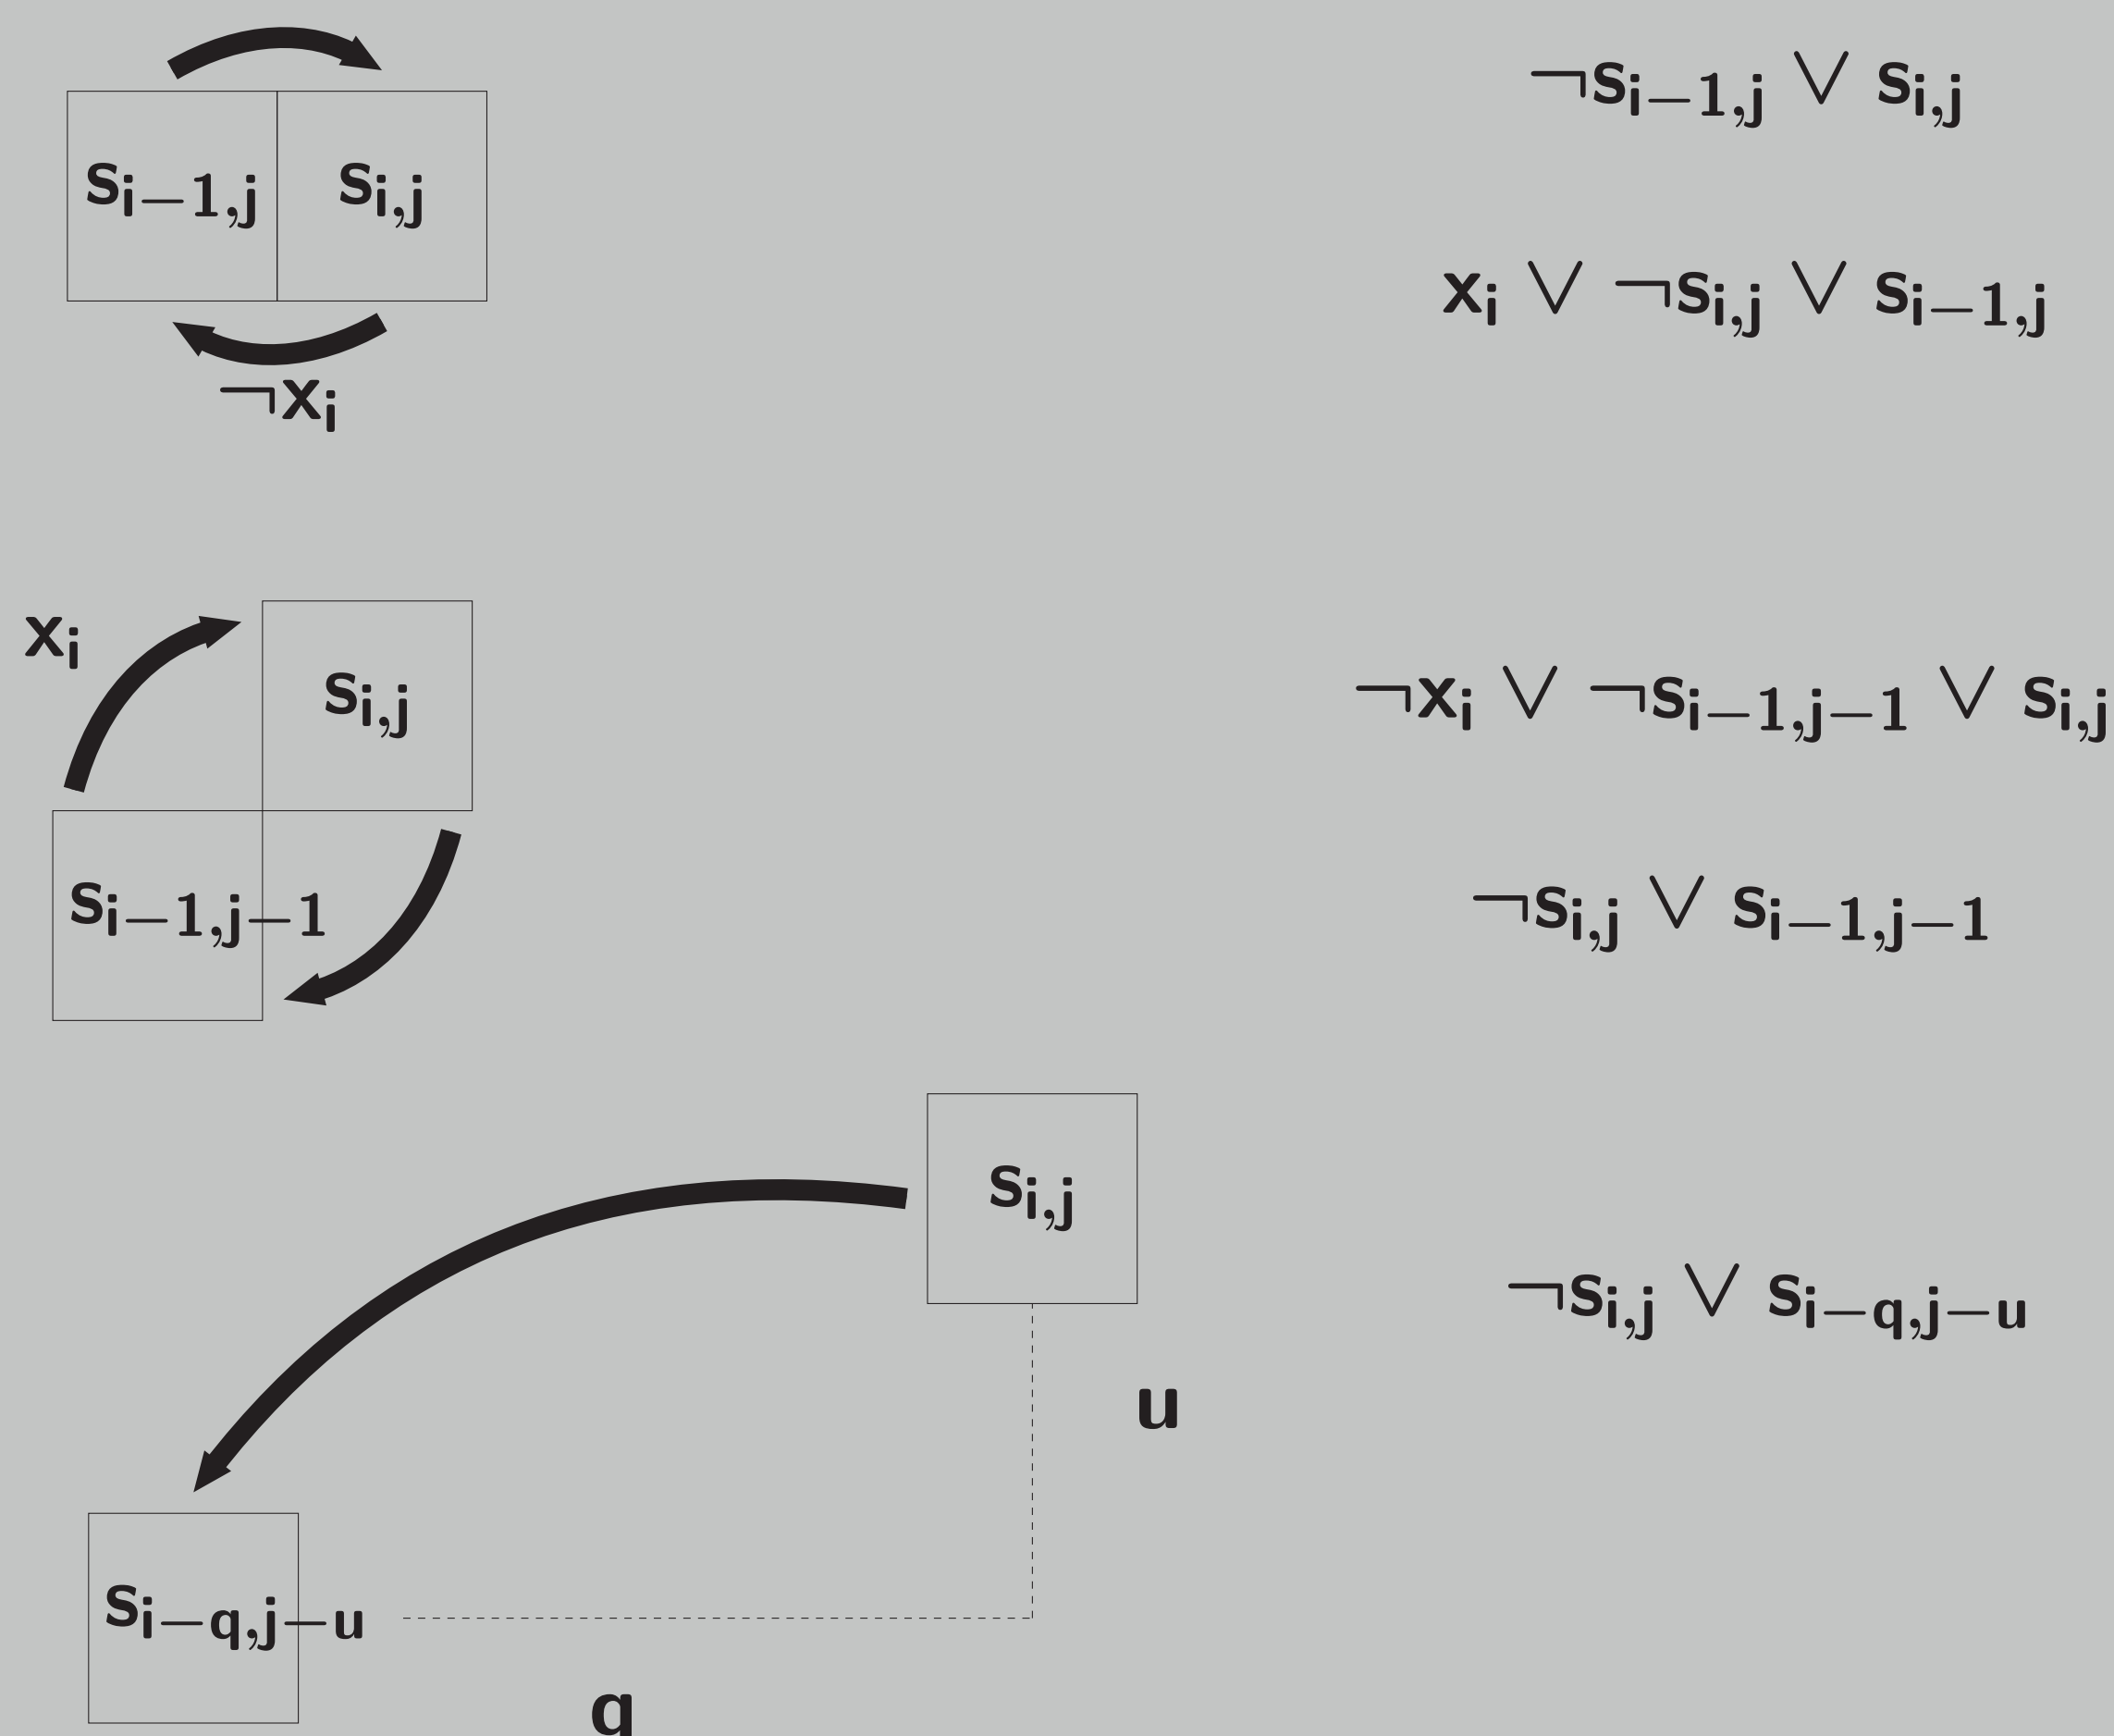 ¬s_{i−1,j} ∨ s_{i,j}
s_{i−1,j} s_{i,j}
x_i ∨ ¬s_{i,j} ∨ s_{i−1,j}
¬x_i
x_i
s_{i,j}
¬x_i ∨ ¬s_{i−1,j−1} ∨ s_{i,j}
s_{i−1,j−1}
¬s_{i,j} ∨ s_{i−1,j−1}
s_{i,j}
¬s_{i,j} ∨ s_{i−q,j−u}
u
s_{i−q,j−u}
q